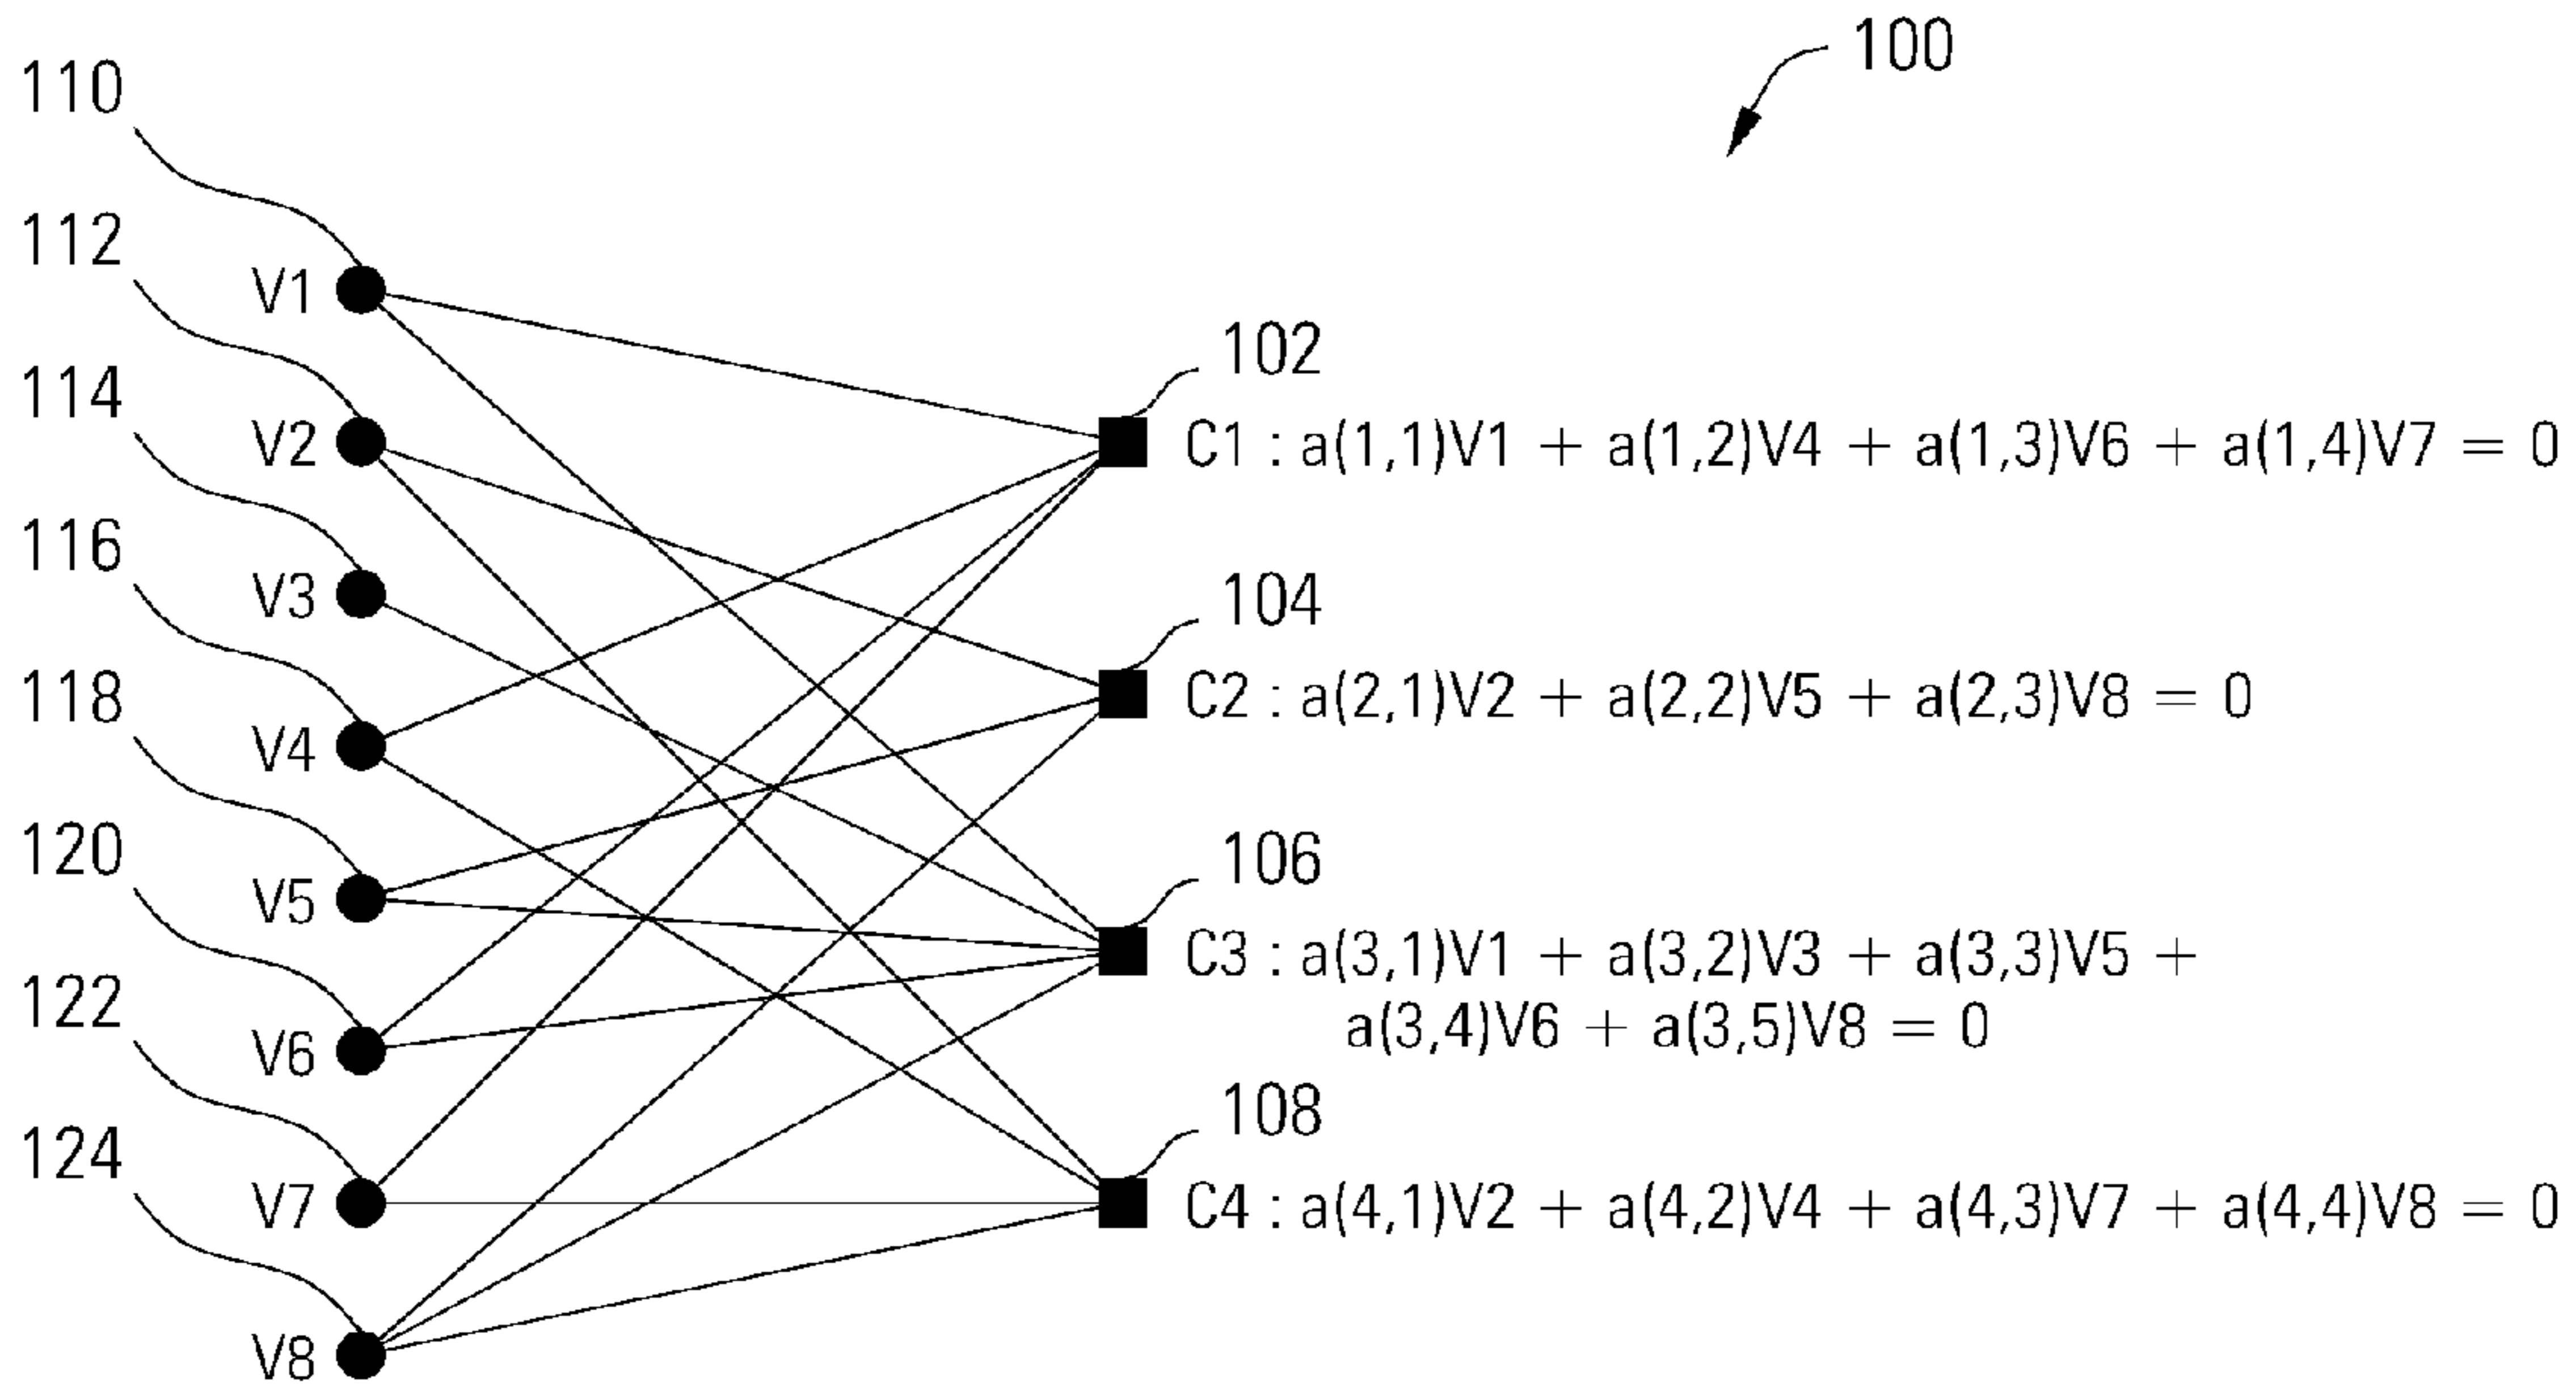 100
110
112
114
116
118
120
122
124
V1
V2
V3
V4
V5
V6
V7
V8
102
C1 : a(1,1)V1 + a(1,2)V4 + a(1,3)V6 + a(1,4)V7 = 0
104
C2 : a(2,1)V2 + a(2,2)V5 + a(2,3)V8 = 0
106
C3 : a(3,1)V1 + a(3,2)V3 + a(3,3)V5 +
a(3,4)V6 + a(3,5)V8 = 0
108
C4 : a(4,1)V2 + a(4,2)V4 + a(4,3)V7 + a(4,4)V8 = 0